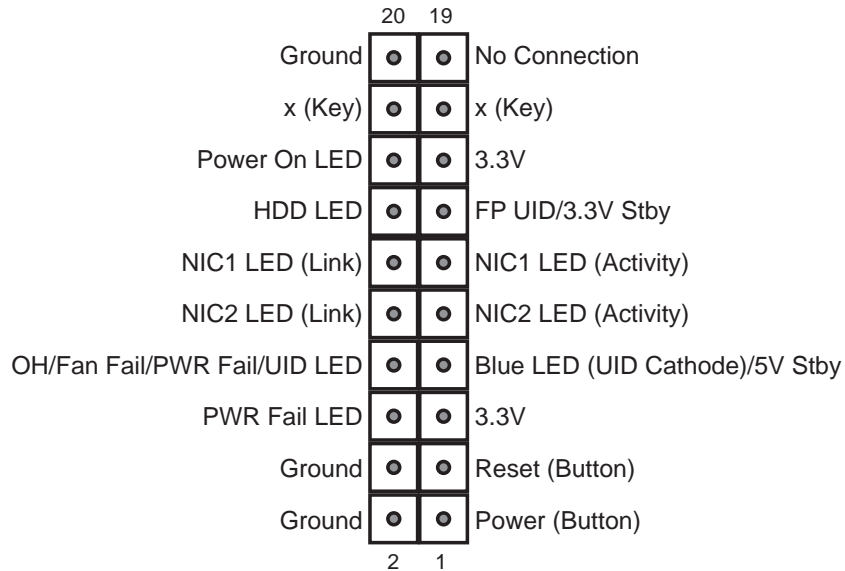 20 19
Ground No Connection
x (Key) x (Key)
Power On LED 3.3V
HDD LED FP UID/3.3V Stby
NIC1 LED (Link) NIC1 LED (Activity)
NIC2 LED (Link) NIC2 LED (Activity)
OH/Fan Fail/PWR Fail/UID LED Blue LED (UID Cathode)/5V Stby
PWR Fail LED 3.3V
Ground Reset (Button)
Ground Power (Button)
2 1